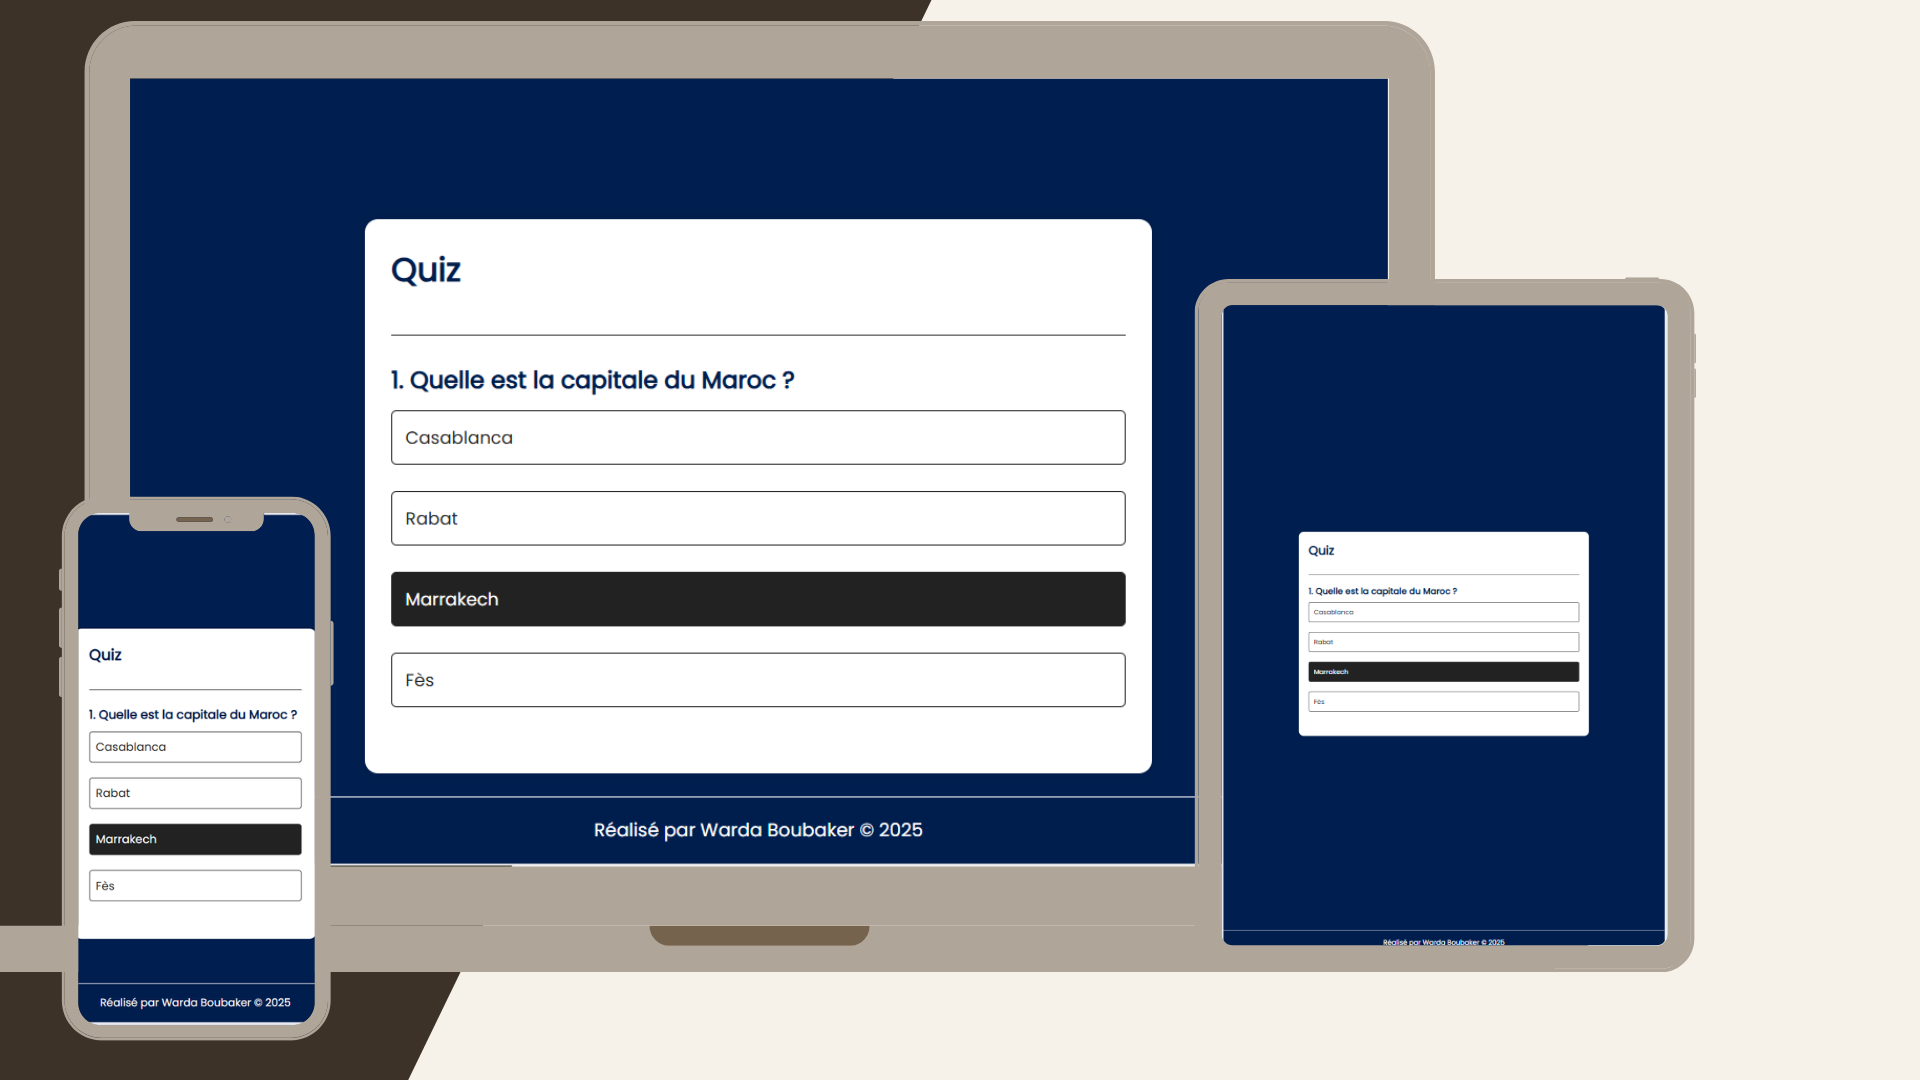 Quiz
1. Quelle est la capitale du Maroc ?
Casablanca
Rabat
Marrakech
Fès
Réalisé par Warda Boubaker © 2025
Quiz
1. Quelle est la capitale du Maroc ?
Casablanca
Rabat
Marrakech
Fès
Réalisé par Warda Boubaker © 2025
Quiz
1. Quelle est la capitale du Maroc ?
Casablanca
Rabat
Marrakech
Fès
Réalisé par Warda Boubaker © 2025